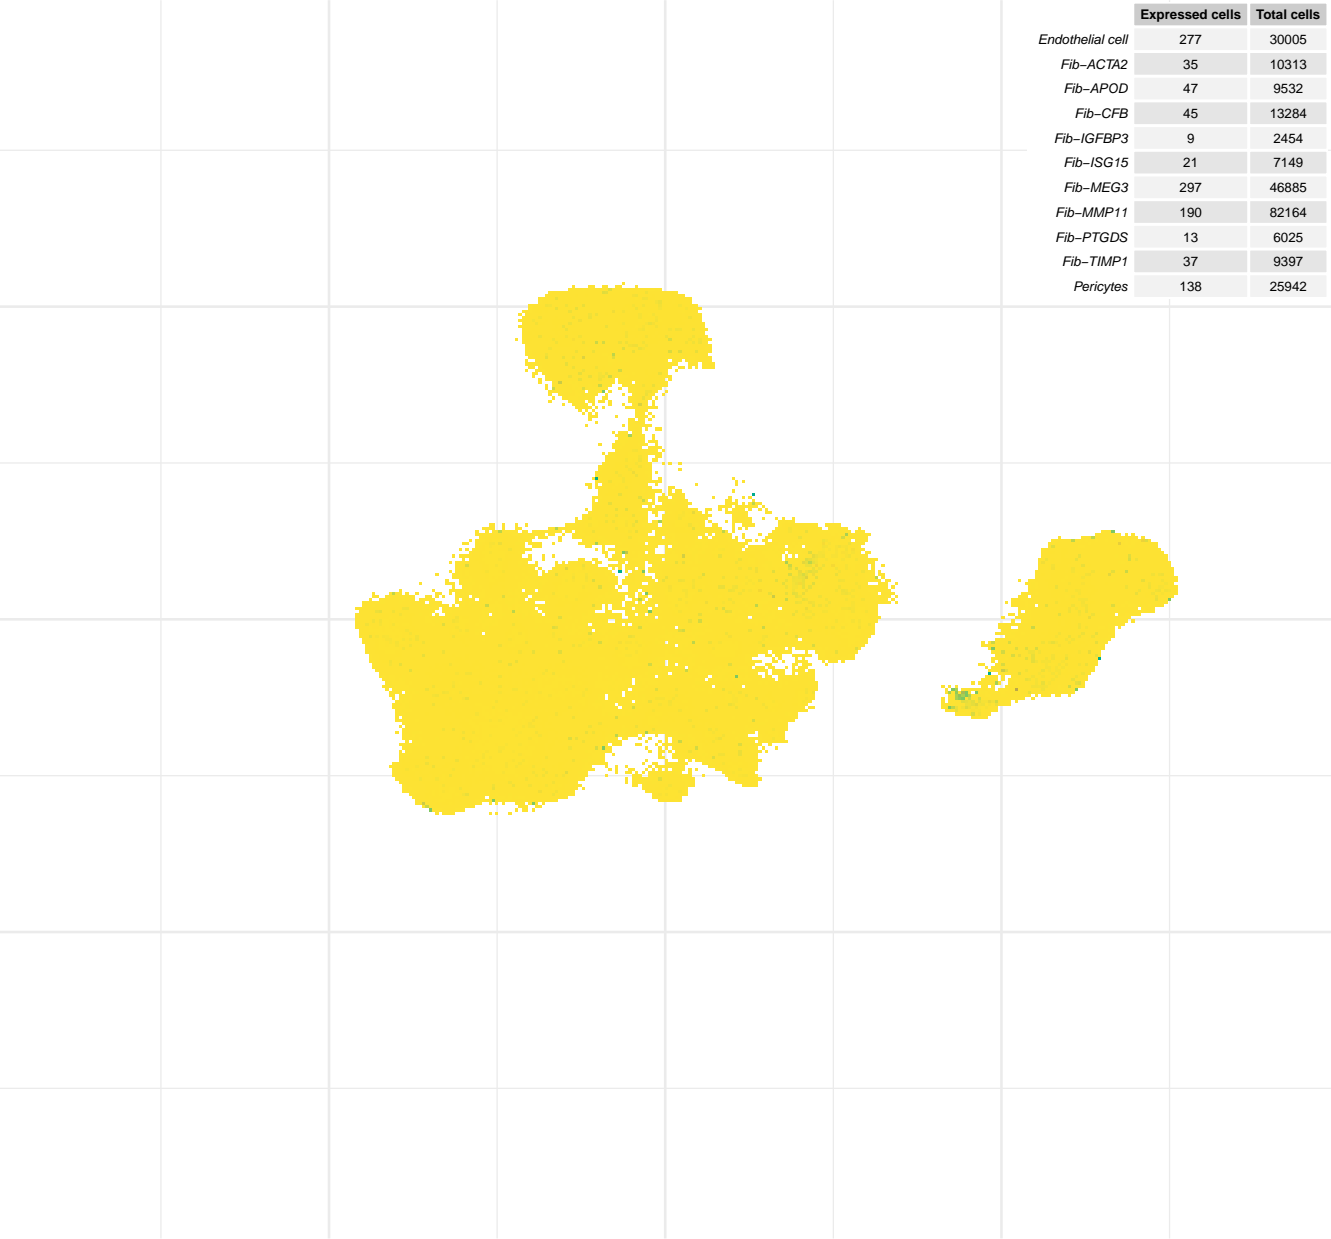 Expressed cells Total cells
Endothelial cell 277 30005
Fib−ACTA2 35 10313
Fib−APOD 47 9532
Fib−CFB 45 13284
Fib−IGFBP3 9 2454
Fib−ISG15 21 7149
Fib−MEG3 297 46885
Fib−MMP11 190 82164
Fib−PTGDS 13 6025
Fib−TIMP1 37 9397
Pericytes 138 25942